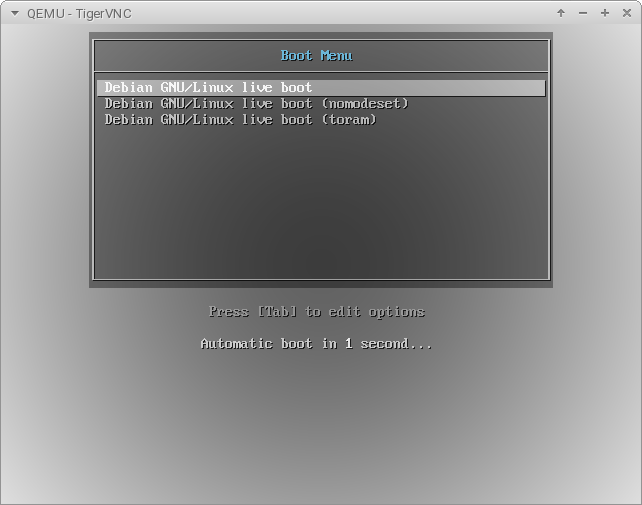 QEMU - TigerVNC
Boot Menu
Debian GNU/Linux live boot
Debian GNU/Linux live boot (nomodeset)
Debian GNU/Linux live boot (toram)
Press [Tab] to edit options
Automatic boot in 1 second...